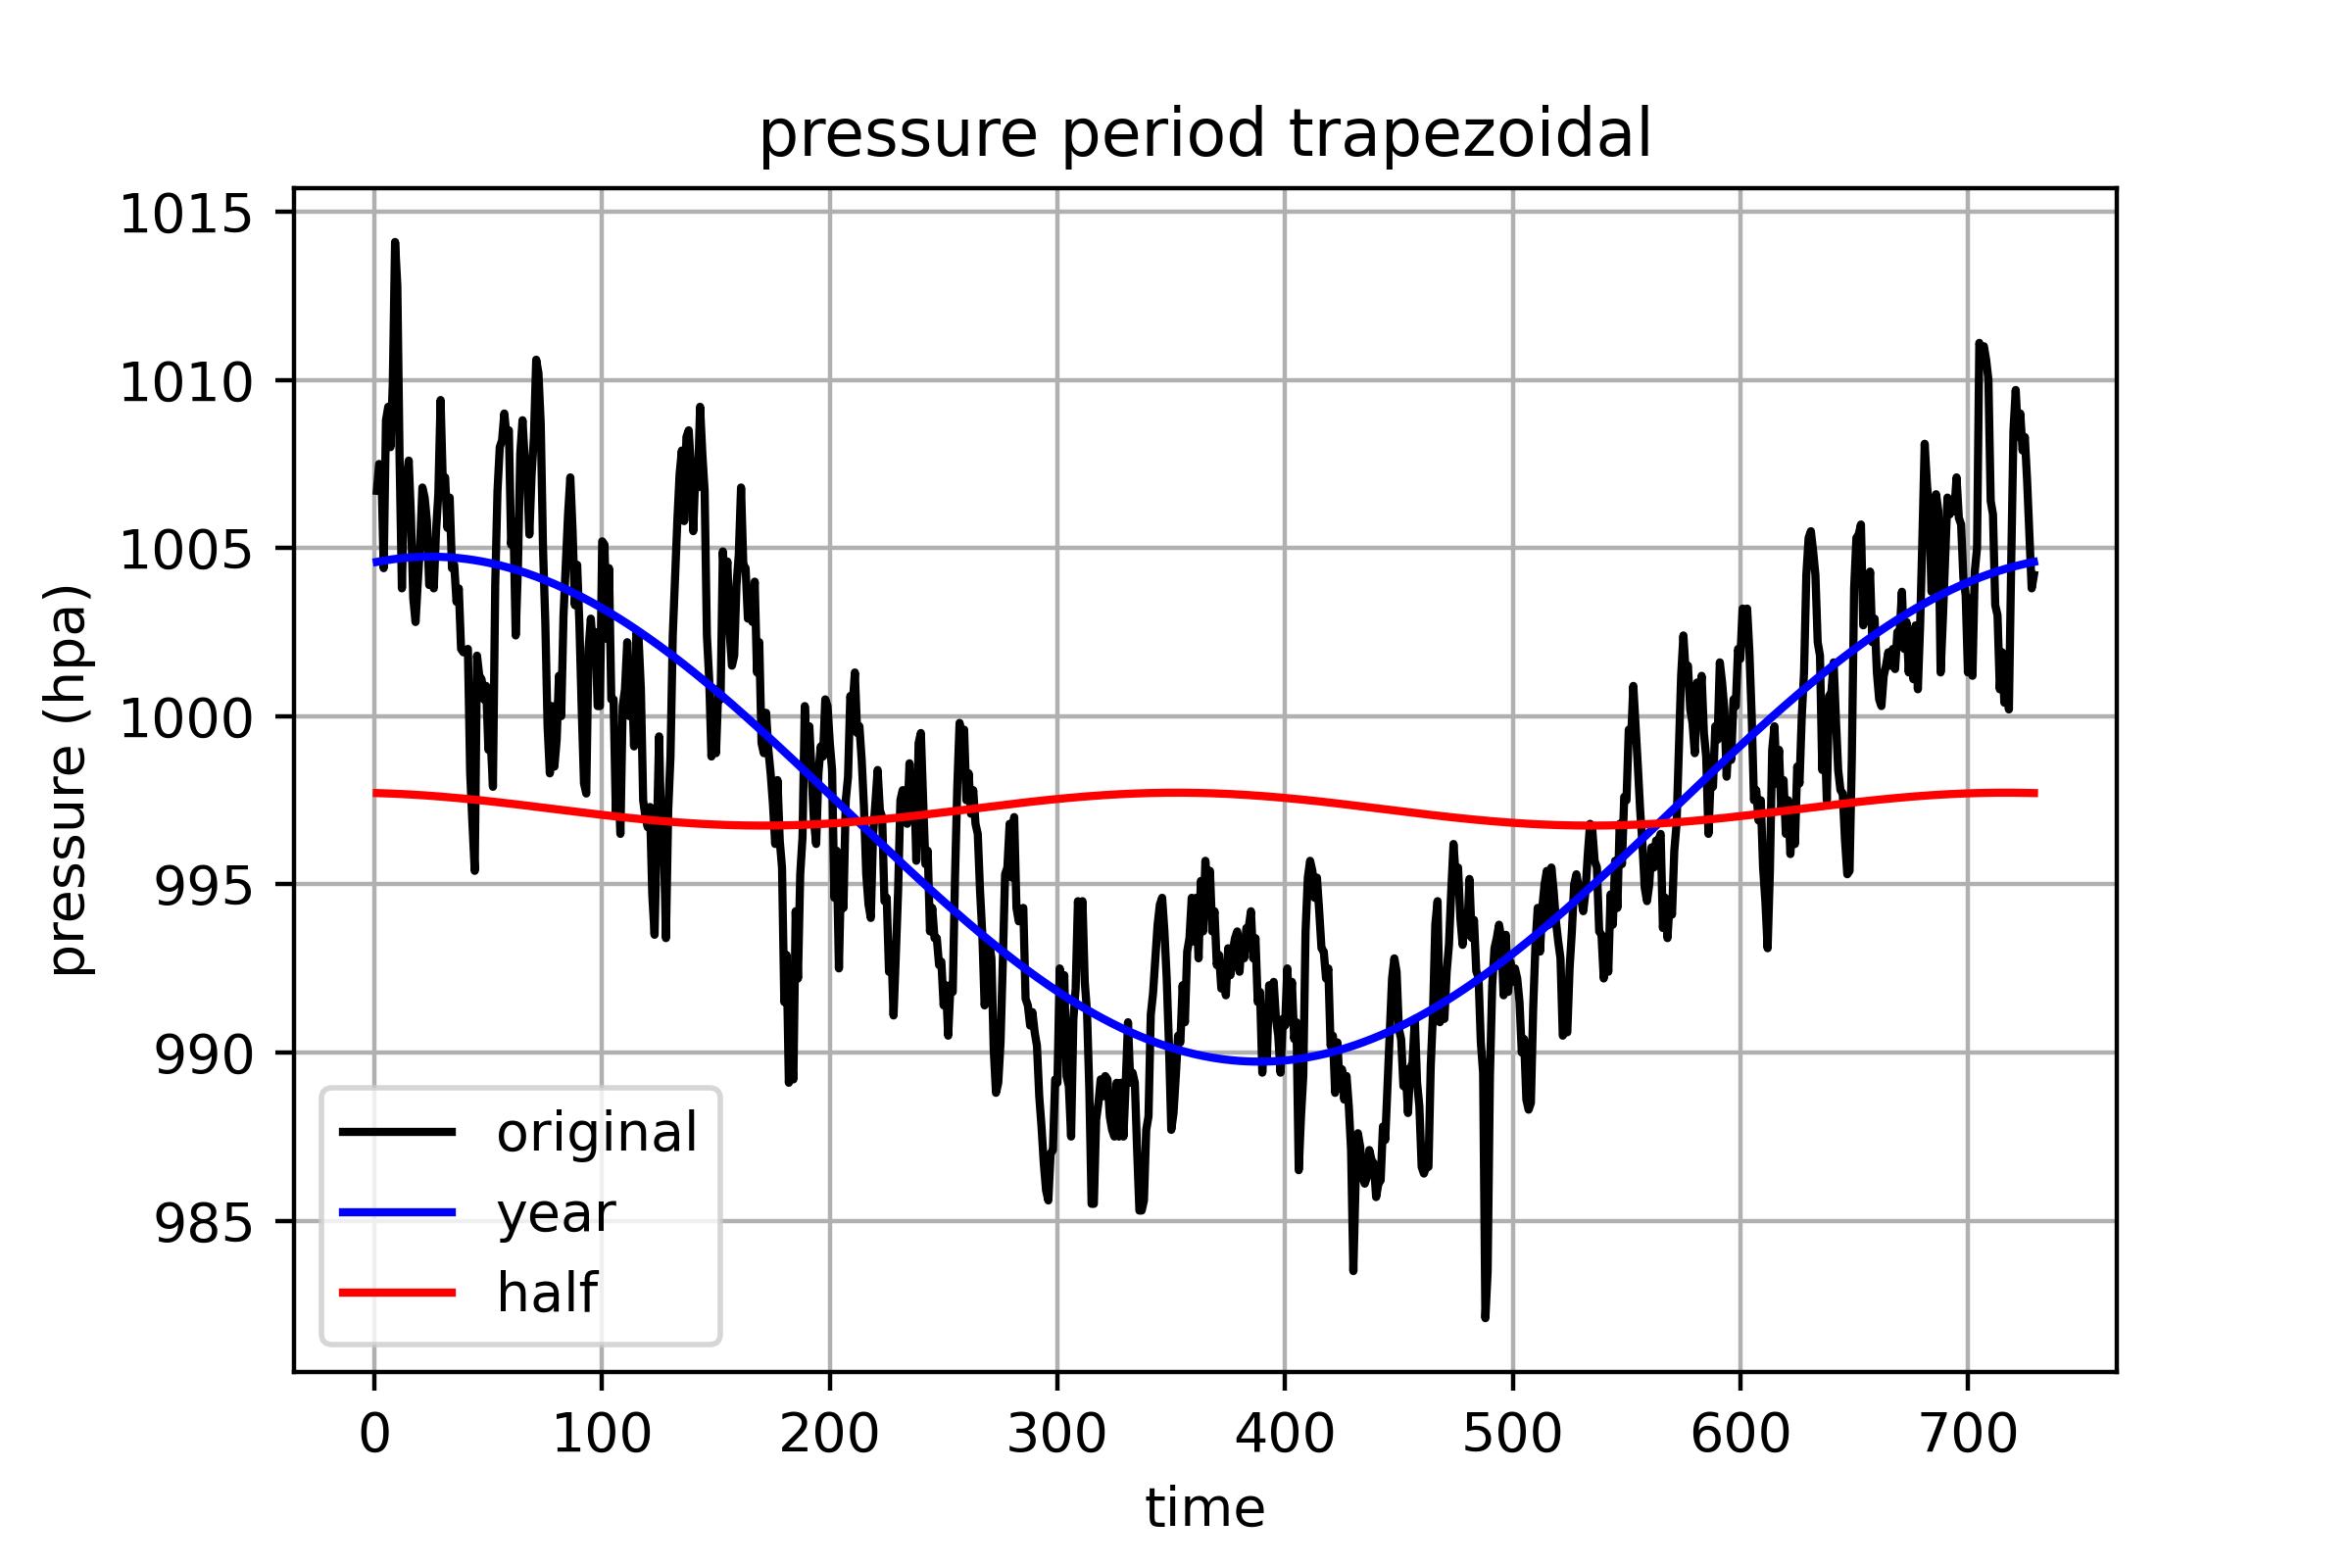 pressure period trapezoidal
1015
1010
1005
1000
995
990
985
pressure (hpa)
original
year
half
0 100 200 300 400 500 600 700
time